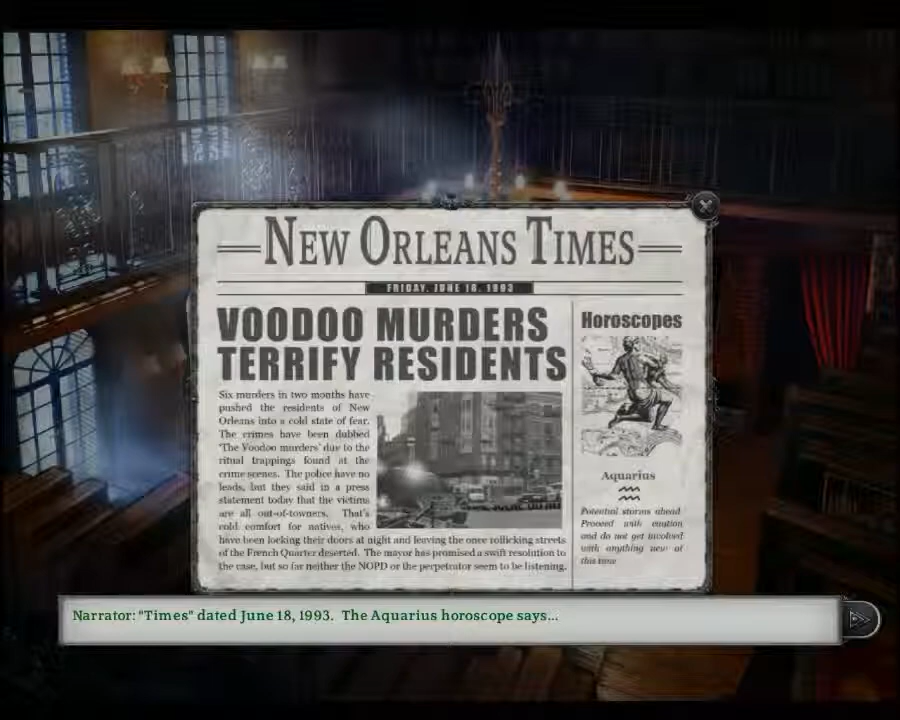 NEW ORLEANS TIMES
FRIDAY, JUNE 18, 1993
VOODOO MURDERS
TERRIFY RESIDENTS
Six murders in two months have
pushed the residents of New
Orleans into a cold state of fear.
The crimes have been dubbed
'The Voodoo murders' due to the
ritual trappings found at the
crime scenes. The police have no
leads, but they said in a press
statement today that the victims
are all out-of-towners. That's
cold comfort for natives, who
have been locking their doors at night and leaving the once rollicking streets
of the French Quarter deserted. The mayor has promised a swift resolution to
the case, but so far neither the NOPD or the perpetrator seem to be listening.
Horoscopes
Aquarius
Potential storms ahead
Proceed with caution
and do not get involved
with anything new at
this time
Narrator: "Times" dated June 18, 1993. The Aquarius horoscope says...